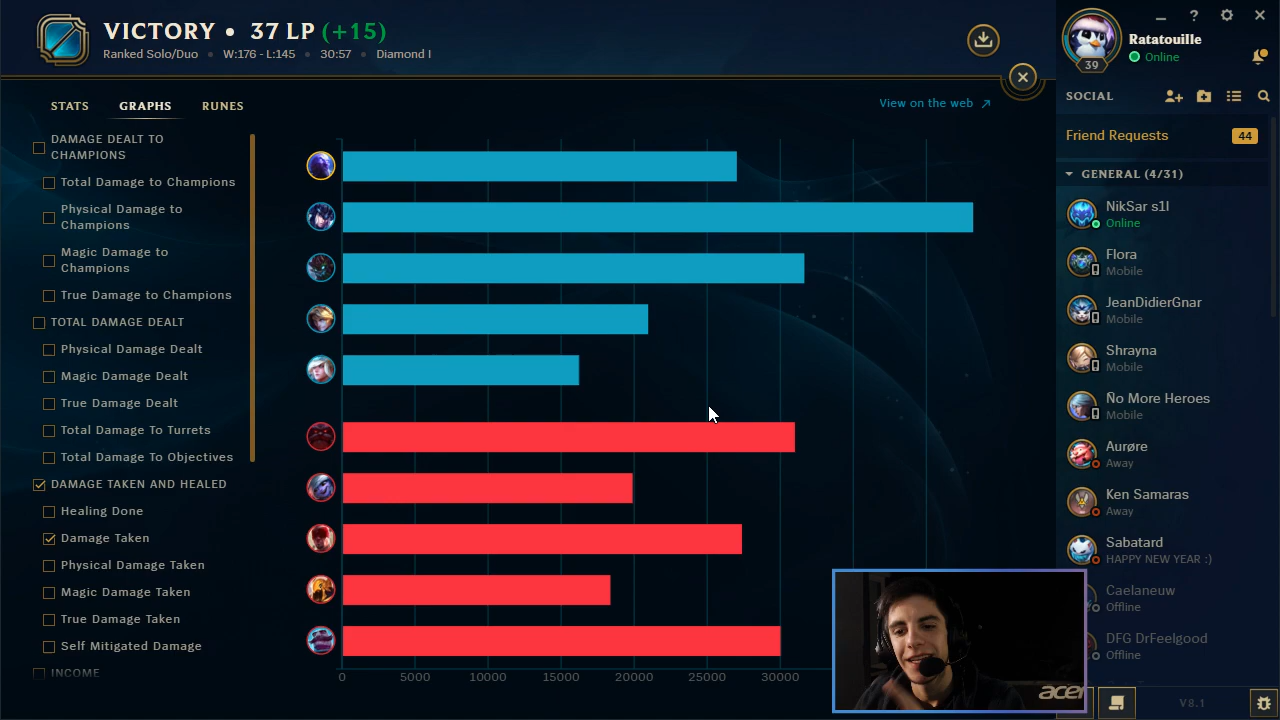 VICTORY • 37 LP (+15)
Ranked Solo/Duo • W:176 - L:145 • 30:57 • Diamond I
STATS GRAPHS RUNES
View on the web
DAMAGE DEALT TO
CHAMPIONS
Total Damage to Champions
Physical Damage to
Champions
Magic Damage to
Champions
True Damage to Champions
TOTAL DAMAGE DEALT
Physical Damage Dealt
Magic Damage Dealt
True Damage Dealt
Total Damage To Turrets
Total Damage To Objectives
DAMAGE TAKEN AND HEALED
Healing Done
Damage Taken
Physical Damage Taken
Magic Damage Taken
True Damage Taken
Self Mitigated Damage
INCOME
0 5000 10000 15000 20000 25000 30000
acer
?
39
Ratatouille
Online
SOCIAL
Friend Requests 44
GENERAL (4/31)
NikSar s1l
Online
Flora
Mobile
JeanDidierGnar
Mobile
Shrayna
Mobile
Ño More Heroes
Mobile
Aurøre
Away
Ken Samaras
Away
Sabatard
HAPPY NEW YEAR :)
Caelaneuw
Offline
DFG DrFeelgood
Offline
V8.1